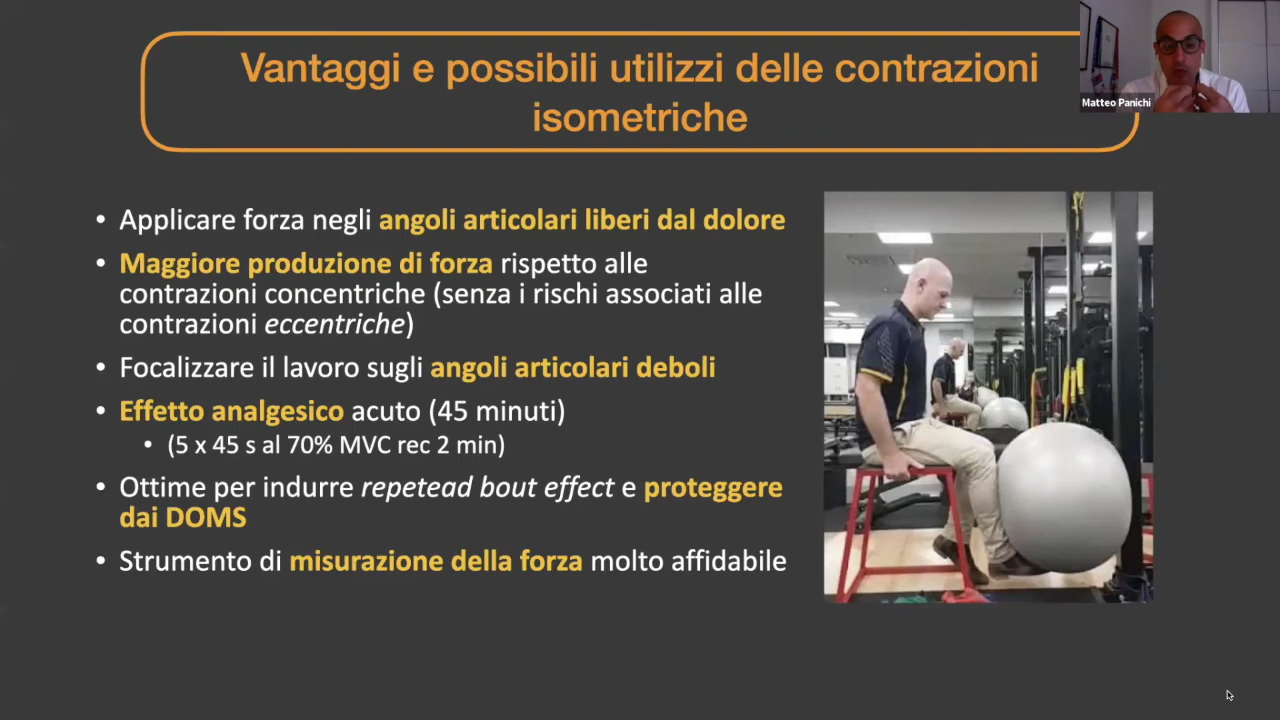 Vantaggi e possibili utilizzi delle contrazioni
isometriche
Matteo Panichi
• Applicare forza negli angoli articolari liberi dal dolore
• Maggiore produzione di forza rispetto alle
contrazioni concentriche (senza i rischi associati alle
contrazioni eccentriche)
• Focalizzare il lavoro sugli angoli articolari deboli
• Effetto analgesico acuto (45 minuti)
• (5 x 45 s al 70% MVC rec 2 min)
• Ottime per indurre repetead bout effect e proteggere
dai DOMS
• Strumento di misurazione della forza molto affidabile